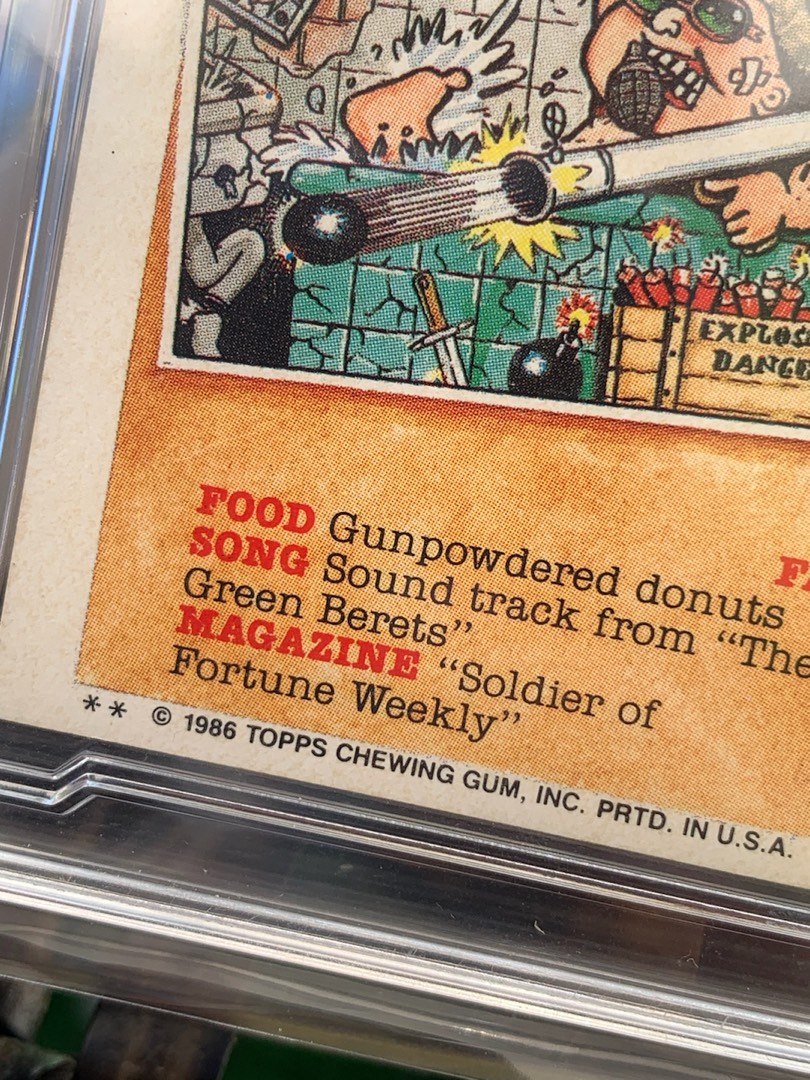 EXPLOS
DANGE
FOOD Gunpowdered donuts F
SONG Sound track from “The
Green Berets”
MAGAZINE “Soldier of
Fortune Weekly”
** © 1986 TOPPS CHEWING GUM, INC. PRTD. IN U.S.A.